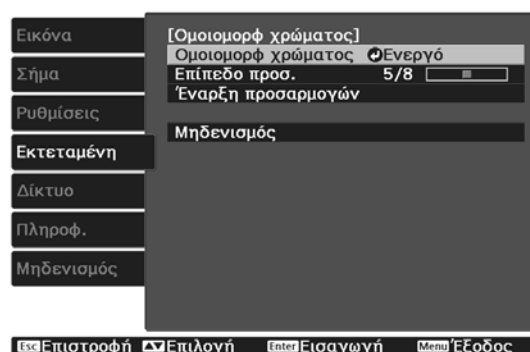 Εικόνα
Σήμα
Ρυθμίσεις
Εκτεταμένη
Δίκτυο
Πληροφ.
Μηδενισμός
[Ομοιομορφ χρώματος]
Ομοιομορφ χρώματος Ενεργό
Επίπεδο προσ. 5/8
Έναρξη προσαρμογών
Μηδενισμός
Esc Επιστροφή Επιλογή Enter Εισαγωγή Menu Έξοδος